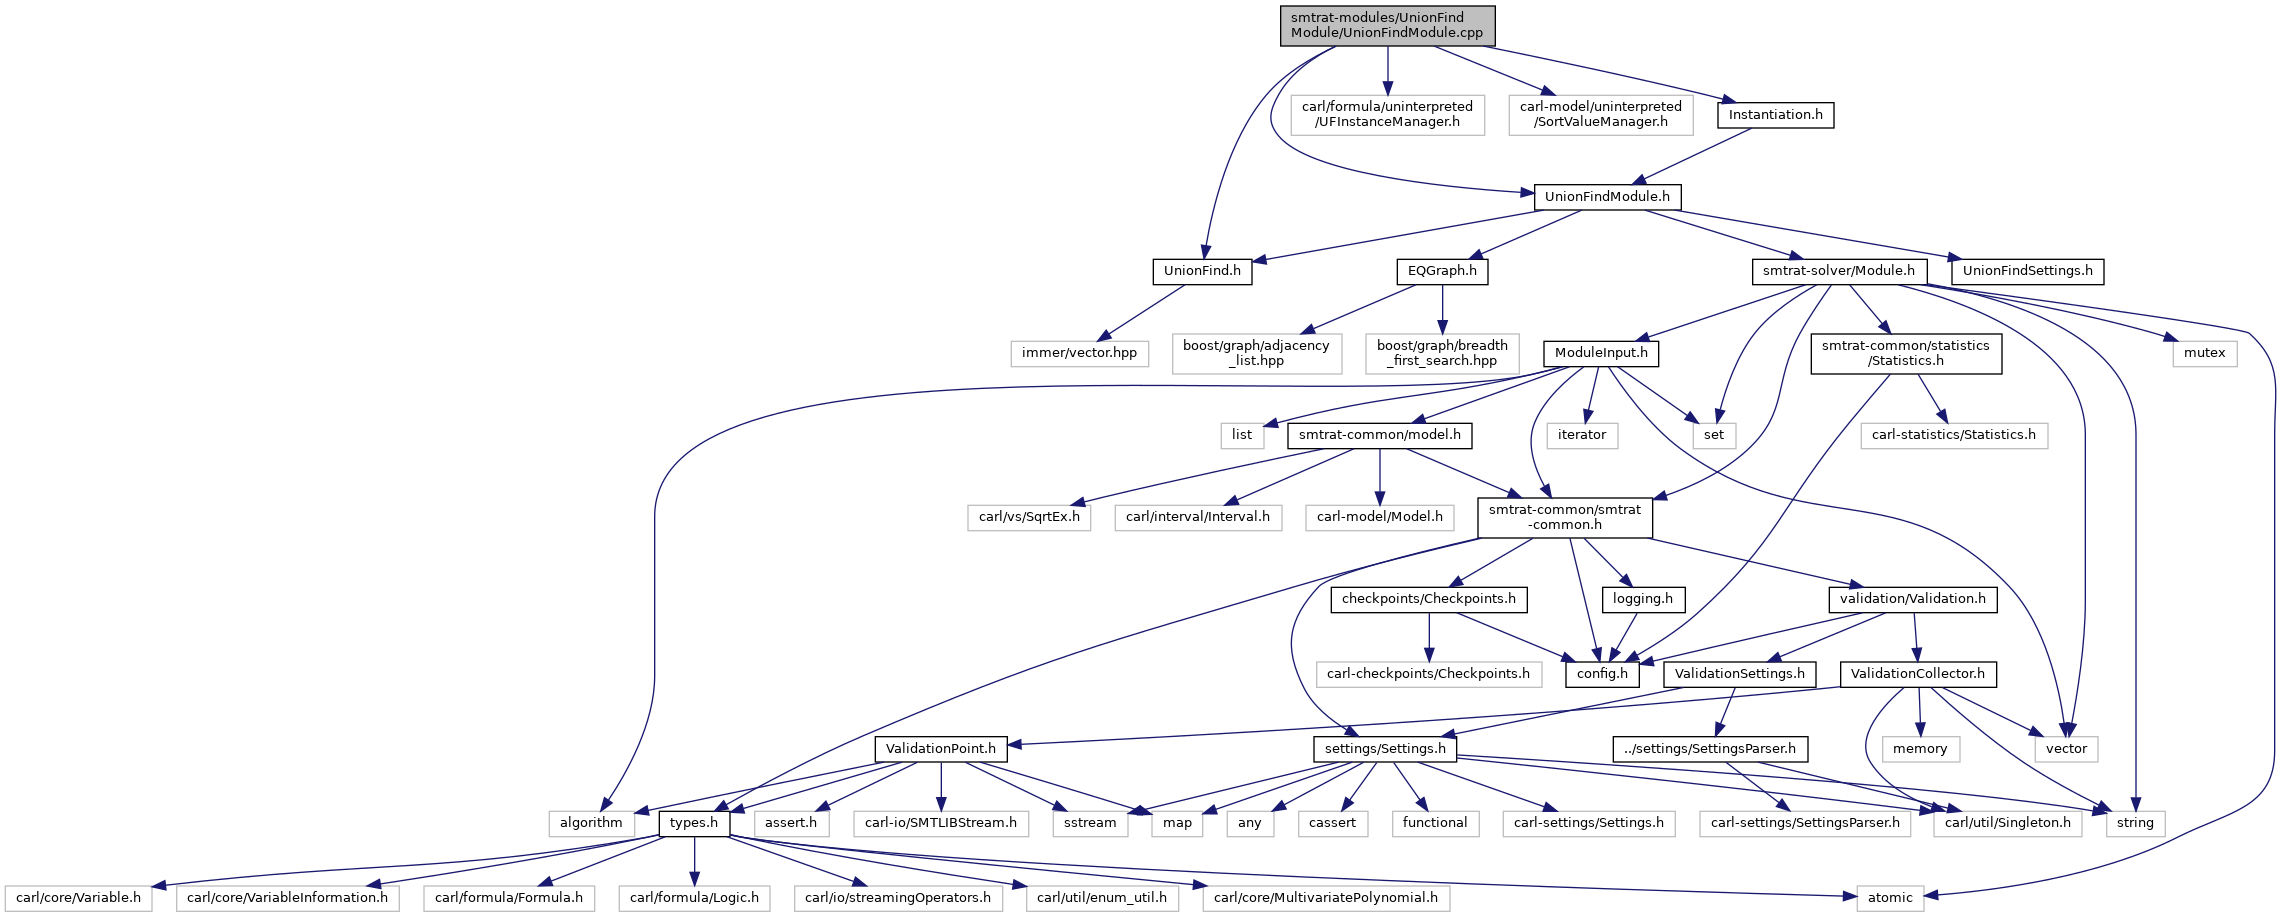 smtrat-modules/UnionFind
Module/UnionFindModule.cpp
carl/formula/uninterpreted
/UFInstanceManager.h
carl-model/uninterpreted
/SortValueManager.h
Instantiation.h
UnionFindModule.h
UnionFind.h
EQGraph.h
smtrat-solver/Module.h
UnionFindSettings.h
immer/vector.hpp
boost/graph/adjacency
_list.hpp
boost/graph/breadth
_first_search.hpp
ModuleInput.h
smtrat-common/statistics
/Statistics.h
mutex
list
smtrat-common/model.h
iterator
set
carl-statistics/Statistics.h
carl/vs/SqrtEx.h
carl/interval/Interval.h
carl-model/Model.h
smtrat-common/smtrat
-common.h
checkpoints/Checkpoints.h
logging.h
validation/Validation.h
carl-checkpoints/Checkpoints.h
config.h
ValidationSettings.h
ValidationCollector.h
ValidationPoint.h
settings/Settings.h
../settings/SettingsParser.h
memory
vector
algorithm
types.h
assert.h
carl-io/SMTLIBStream.h
sstream
map
any
cassert
functional
carl-settings/Settings.h
carl-settings/SettingsParser.h
carl/util/Singleton.h
string
carl/core/Variable.h
carl/core/VariableInformation.h
carl/formula/Formula.h
carl/formula/Logic.h
carl/io/streamingOperators.h
carl/util/enum_util.h
carl/core/MultivariatePolynomial.h
atomic